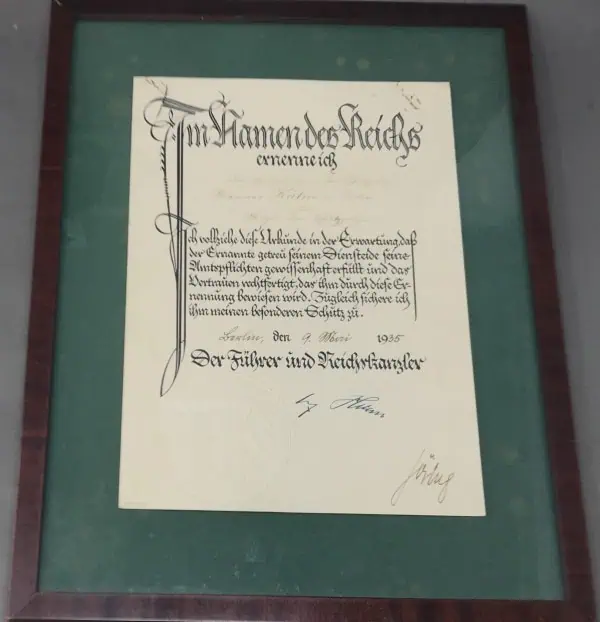 Im Namen des Reichs
ernenne ich
Ich vollziehe diese Urkunde in der Erwartung, daß
der Ernannte getreu seinem Diensteide seine
Amtspflichten gewissenhaft erfüllt und das
Vertrauen rechtfertigt, das ihm durch diese Er-
nennung bewiesen wird. Zugleich sichere ich
ihm meinen besonderen Schutz zu.
Berlin, den 9. Mai 1935
Der Führer und Reichskanzler
Göring